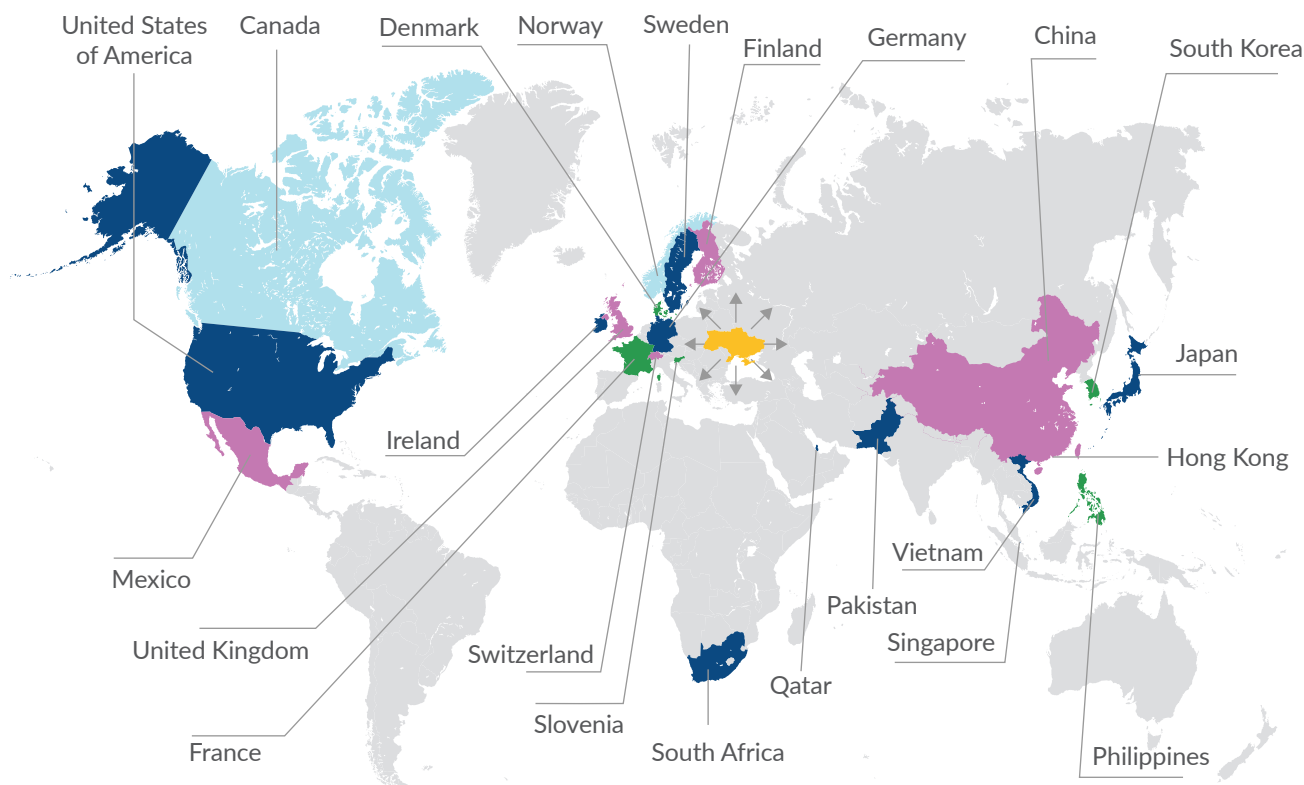 United States
of America
Canada
Denmark
Norway
Sweden
Finland
Germany
China
South Korea
Japan
Ireland
Hong Kong
Vietnam
Mexico
Pakistan
United Kingdom
Switzerland
Singapore
Qatar
Slovenia
France
South Africa
Philippines